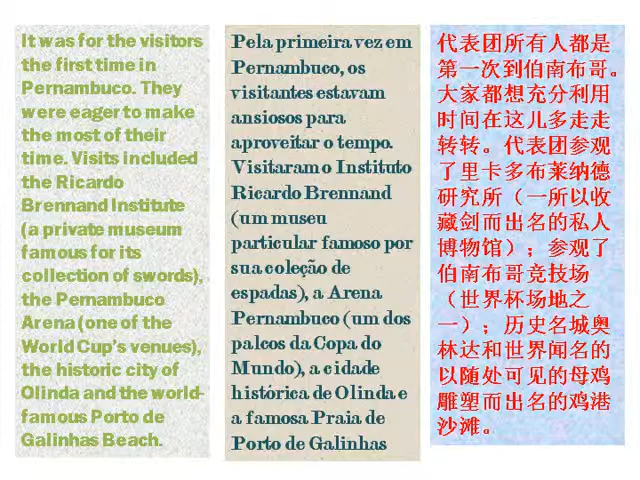 It was for the visitors
the first time in
Pernambuco. They
were eager to make
the most of their
time. Visits included
the Ricardo
Brennand Institute
(a private museum
famous for its
collection of swords),
the Pernambuco
Arena (one of the
World Cup's venues),
the historic city of
Olinda and the world-
famous Porto de
Galinhas Beach.
Pela primeira vez em
Pernambuco, os
visitantes estavam
ansiosos para
aproveitar o tempo.
Visitaram o Instituto
Ricardo Brennand
(um museu
particular famoso por
sua coleção de
espadas), a Arena
Pernambuco (um dos
palcos da Copa do
Mundo), a cidade
histórica de Olinda e
a famosa Praia de
Porto de Galinhas
代表团所有人都是
第一次到伯南布哥。
大家都想充分利用
时间在这儿多走走
转转。代表团参观
了里卡多布莱纳德
研究所（一所以收
藏剑而出名的私人
博物馆）；参观了
伯南布哥竞技场
（世界杯场地之
一）；历史名城奥
林达和世界闻名的
以随处可见的母鸡
雕塑而出名的鸡港
沙滩。